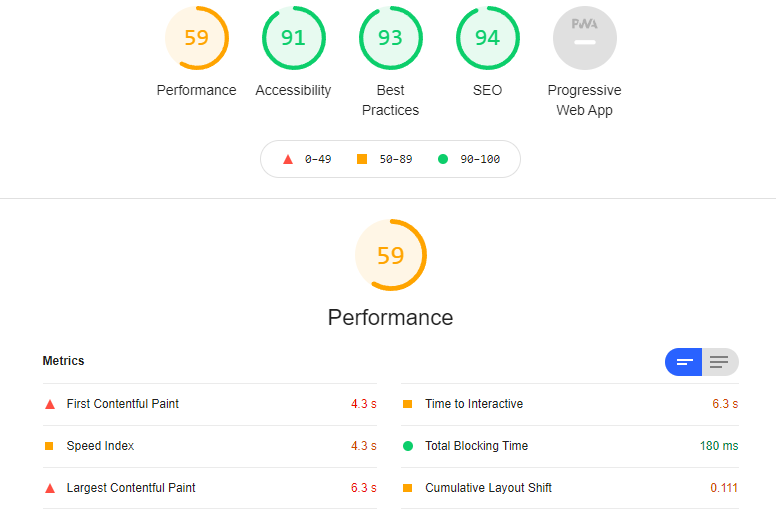 59 91 93 94 PWA
Performance Accessibility Best Practices SEO Progressive Web App
0–49 50–89 90–100
59
Performance
Metrics
First Contentful Paint 4.3 s
Time to Interactive 6.3 s
Speed Index 4.3 s
Total Blocking Time 180 ms
Largest Contentful Paint 6.3 s
Cumulative Layout Shift 0.111